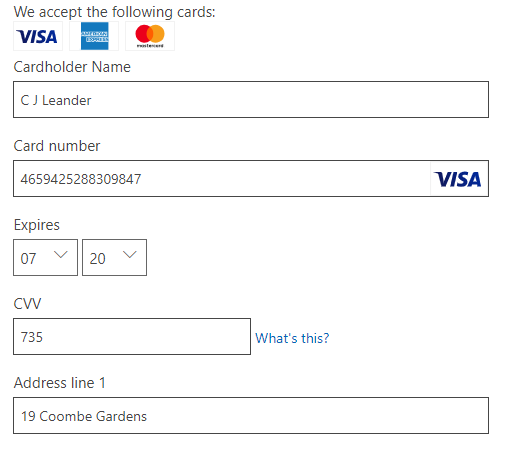 We accept the following cards:
VISA AMERICAN EXPRESS mastercard
Cardholder Name
C J Leander
Card number
4659425288309847 VISA
Expires
07 20
CVV
735 What's this?
Address line 1
19 Coombe Gardens